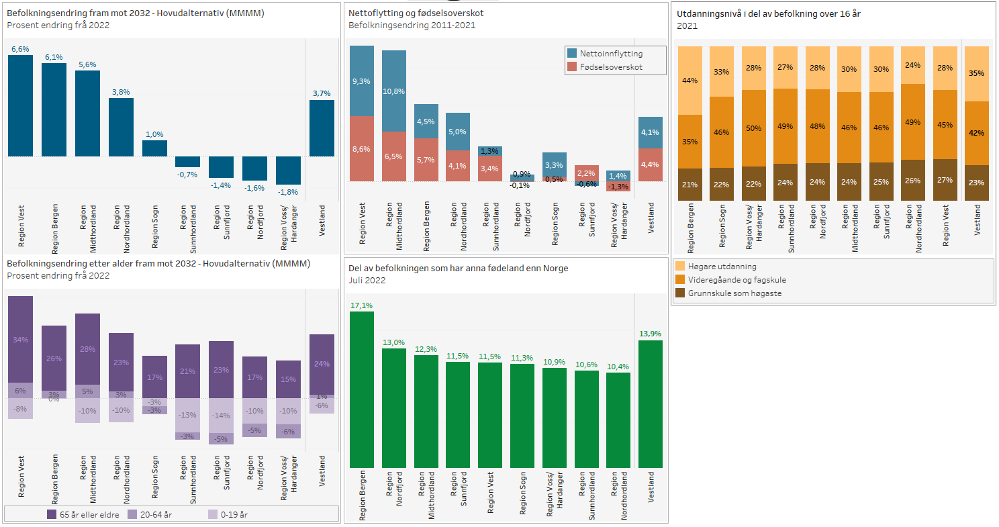 Befolkningsendring fram mot 2032 - Hovudalternativ (MMMM)
Prosent endring frå 2022
6,6%
6,1%
5,6%
3,8%
1,0%
-0,7%
-1,4%
-1,6%
-1,8%
3,7%
Region Vest
Region Bergen
Region
Midthordland
Region
Nordhordland
Region Sogn
Region
Sunnhordland
Region
Sunnfjord
Region
Nordfjord
Region Voss/
Hardanger
Vestland
Befolkningsendring etter alder fram mot 2032 - Hovudalternativ (MMMM)
Prosent endring frå 2022
34%
6%
-8%
26%
3%
0%
28%
5%
-10%
23%
3%
-10%
17%
-3%
-3%
21%
-13%
-3%
23%
-14%
-5%
17%
-10%
-5%
15%
-10%
-6%
24%
1%
-6%
Region Vest
Region Bergen
Region
Midthordland
Region
Nordhordland
Region Sogn
Region
Sunnhordland
Region
Sunnfjord
Region
Nordfjord
Region Voss/
Hardanger
Vestland
65 år eller eldre
20-64 år
0-19 år
Nettoflytting og fødselsoverskot
Befolkningsendring 2011-2021
Nettoinnflytting
Fødselsoverskot
9,3%
8,6%
10,8%
6,5%
4,5%
5,7%
5,0%
4,1%
1,3%
3,4%
0,9%
-0,1%
3,3%
0,5%
2,2%
-0,6%
1,4%
-1,3%
4,1%
4,4%
Region Vest
Region
Midthordland
Region Bergen
Region
Nordhordland
Region
Sunnhordland
Region
Nordfjord
Region Sogn
Region
Sunnfjord
Region Voss/
Hardanger
Vestland
Del av befolkningen som har anna fødeland enn Norge
Juli 2022
17,1%
13,0%
12,3%
11,5%
11,5%
11,3%
10,9%
10,6%
10,4%
13,9%
Region Bergen
Region
Nordfjord
Region
Midthordland
Region
Sunnfjord
Region Vest
Region Sogn
Region Voss/
Hardanger
Region
Sunnhordland
Region
Nordhordland
Vestland
Utdanningsnivå i del av befolkning over 16 år
2021
44%
35%
21%
33%
46%
22%
28%
50%
22%
27%
49%
24%
28%
48%
24%
30%
46%
24%
30%
46%
25%
24%
49%
26%
28%
45%
27%
35%
42%
23%
Region Bergen
Region Sogn
Region Voss/
Hardanger
Region
Sunnhordland
Region
Nordfjord
Region
Midthordland
Region
Sunnfjord
Region
Nordhordland
Region Vest
Vestland
Høgare utdanning
Videregåande og fagskule
Grunnskule som høgaste